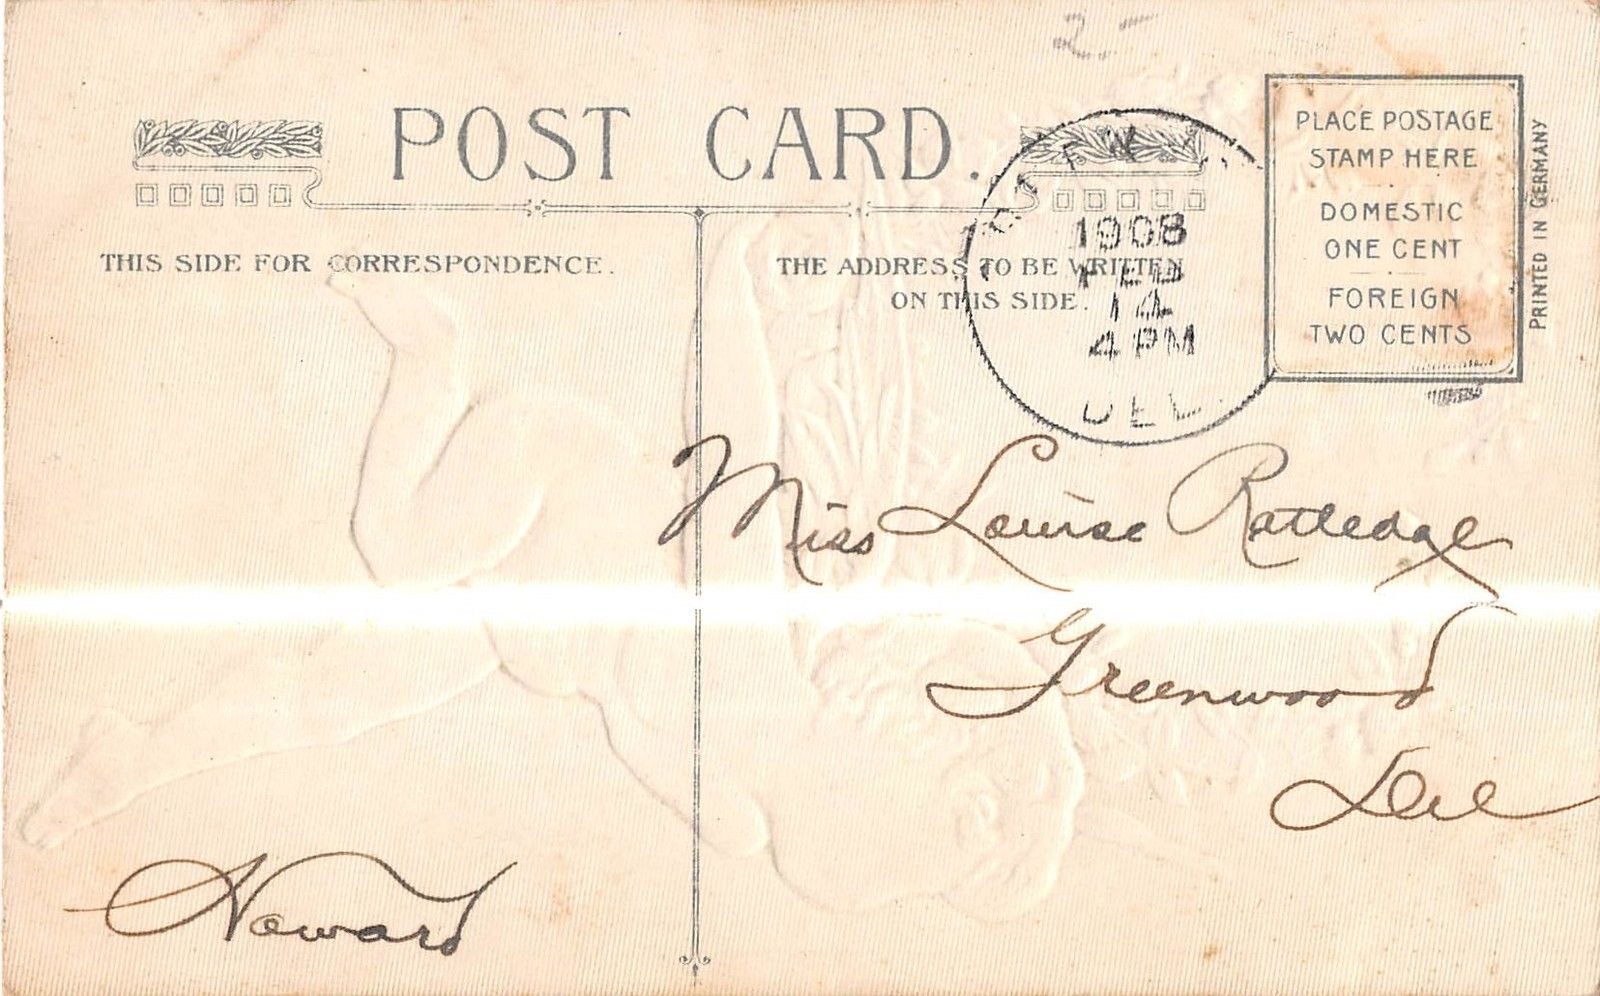 2.-
POST CARD.
THIS SIDE FOR CORRESPONDENCE.
THE ADDRESS TO BE WRITTEN
ON THIS SIDE.
1908
FEB
14
4 PM
DEL.
PLACE POSTAGE
STAMP HERE
DOMESTIC
ONE CENT
FOREIGN
TWO CENTS
PRINTED IN GERMANY
Miss Louise Ratledge
Greenwood
Del
Howard